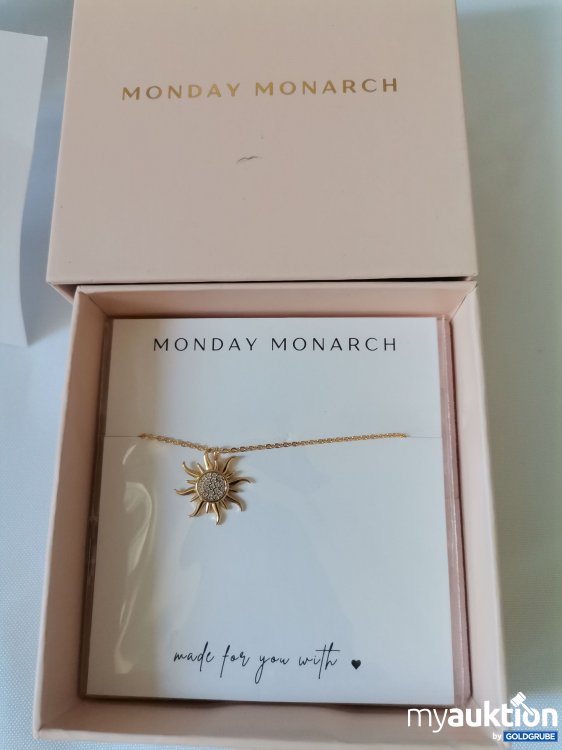 MONDAY MONARCH
MONDAY MONARCH
made for you with ♥
myauktion
by GOLDGRUBE